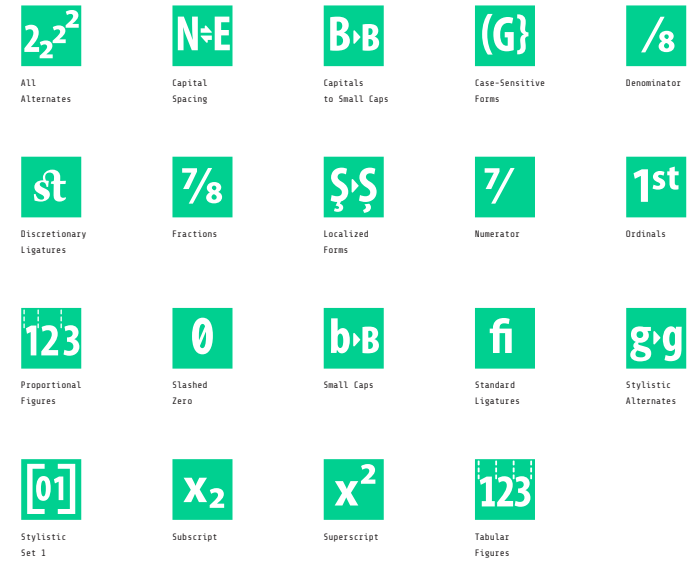 2₂2² N⇌E B▸ʙ (G} /₈
All Capital Capitals Case-Sensitive Denominator
Alternates Spacing to Small Caps Forms
st ⁷⁄₈ Ş▸Ș ⁷⁄ 1ˢᵗ
Discretionary Fractions Localized Numerator Ordinals
Ligatures Forms
123 0 b▸ʙ fi g▸g
Proportional Slashed Small Caps Standard Stylistic
Figures Zero Ligatures Alternates
[01] x₂ x² 123
Stylistic Subscript Superscript Tabular
Set 1 Figures